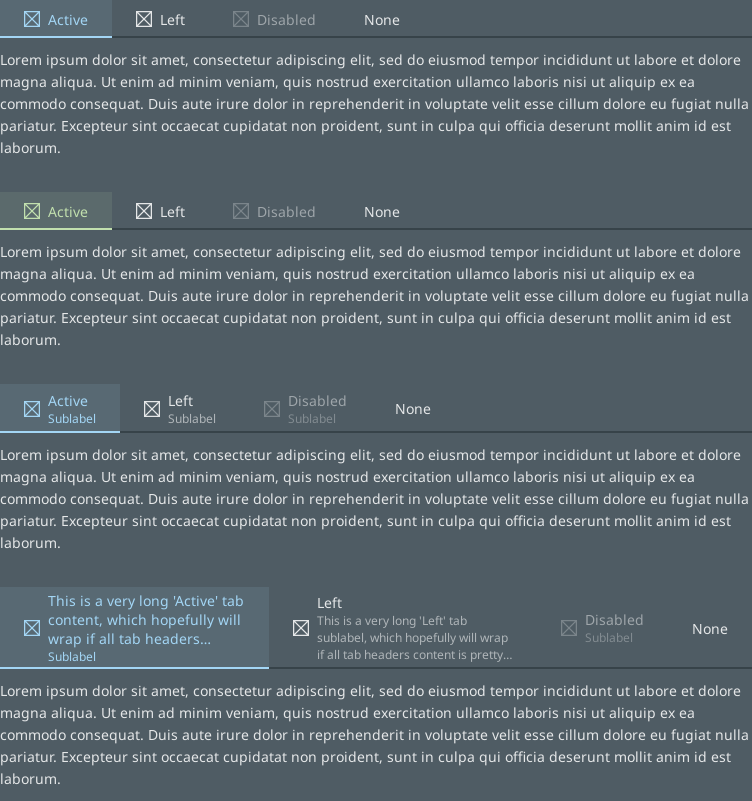 Active Left Disabled None
Lorem ipsum dolor sit amet, consectetur adipiscing elit, sed do eiusmod tempor incididunt ut labore et dolore
magna aliqua. Ut enim ad minim veniam, quis nostrud exercitation ullamco laboris nisi ut aliquip ex ea
commodo consequat. Duis aute irure dolor in reprehenderit in voluptate velit esse cillum dolore eu fugiat nulla
pariatur. Excepteur sint occaecat cupidatat non proident, sunt in culpa qui officia deserunt mollit anim id est
laborum.
Active Left Disabled None
Lorem ipsum dolor sit amet, consectetur adipiscing elit, sed do eiusmod tempor incididunt ut labore et dolore
magna aliqua. Ut enim ad minim veniam, quis nostrud exercitation ullamco laboris nisi ut aliquip ex ea
commodo consequat. Duis aute irure dolor in reprehenderit in voluptate velit esse cillum dolore eu fugiat nulla
pariatur. Excepteur sint occaecat cupidatat non proident, sunt in culpa qui officia deserunt mollit anim id est
laborum.
Active
Sublabel
Left
Sublabel
Disabled
Sublabel
None
Lorem ipsum dolor sit amet, consectetur adipiscing elit, sed do eiusmod tempor incididunt ut labore et dolore
magna aliqua. Ut enim ad minim veniam, quis nostrud exercitation ullamco laboris nisi ut aliquip ex ea
commodo consequat. Duis aute irure dolor in reprehenderit in voluptate velit esse cillum dolore eu fugiat nulla
pariatur. Excepteur sint occaecat cupidatat non proident, sunt in culpa qui officia deserunt mollit anim id est
laborum.
This is a very long 'Active' tab
content, which hopefully will
wrap if all tab headers...
Sublabel
Left
This is a very long 'Left' tab
sublabel, which hopefully will wrap
if all tab headers content is pretty...
Disabled
Sublabel
None
Lorem ipsum dolor sit amet, consectetur adipiscing elit, sed do eiusmod tempor incididunt ut labore et dolore
magna aliqua. Ut enim ad minim veniam, quis nostrud exercitation ullamco laboris nisi ut aliquip ex ea
commodo consequat. Duis aute irure dolor in reprehenderit in voluptate velit esse cillum dolore eu fugiat nulla
pariatur. Excepteur sint occaecat cupidatat non proident, sunt in culpa qui officia deserunt mollit anim id est
laborum.